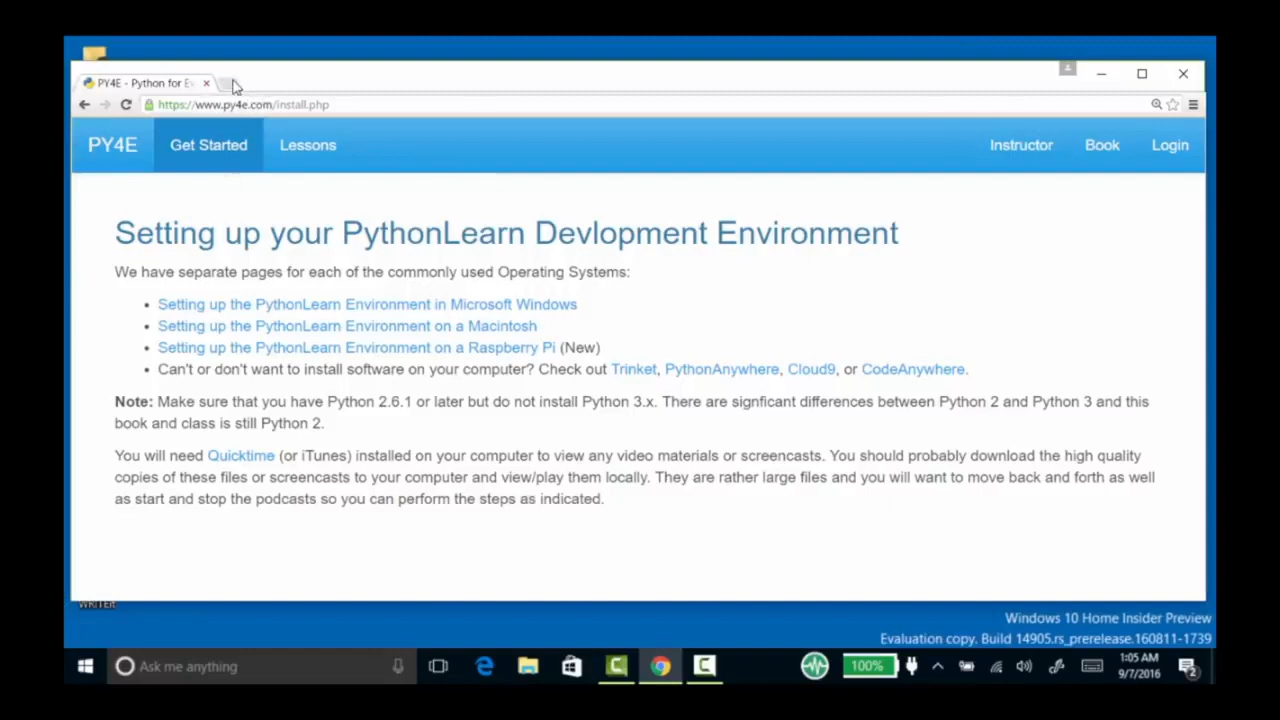 PY4E - Python for Ev
https://www.py4e.com/install.php
PY4E Get Started Lessons Instructor Book Login
Setting up your PythonLearn Devlopment Environment
We have separate pages for each of the commonly used Operating Systems:
• Setting up the PythonLearn Environment in Microsoft Windows
• Setting up the PythonLearn Environment on a Macintosh
• Setting up the PythonLearn Environment on a Raspberry Pi (New)
• Can't or don't want to install software on your computer? Check out Trinket, PythonAnywhere, Cloud9, or CodeAnywhere.
Note: Make sure that you have Python 2.6.1 or later but do not install Python 3.x. There are signficant differences between Python 2 and Python 3 and this
book and class is still Python 2.
You will need Quicktime (or iTunes) installed on your computer to view any video materials or screencasts. You should probably download the high quality
copies of these files or screencasts to your computer and view/play them locally. They are rather large files and you will want to move back and forth as well
as start and stop the podcasts so you can perform the steps as indicated.
WRITEr
Windows 10 Home Insider Preview
Evaluation copy. Build 14905.rs_prerelease.160811-1739
Ask me anything
100%
1:05 AM
9/7/2016
2